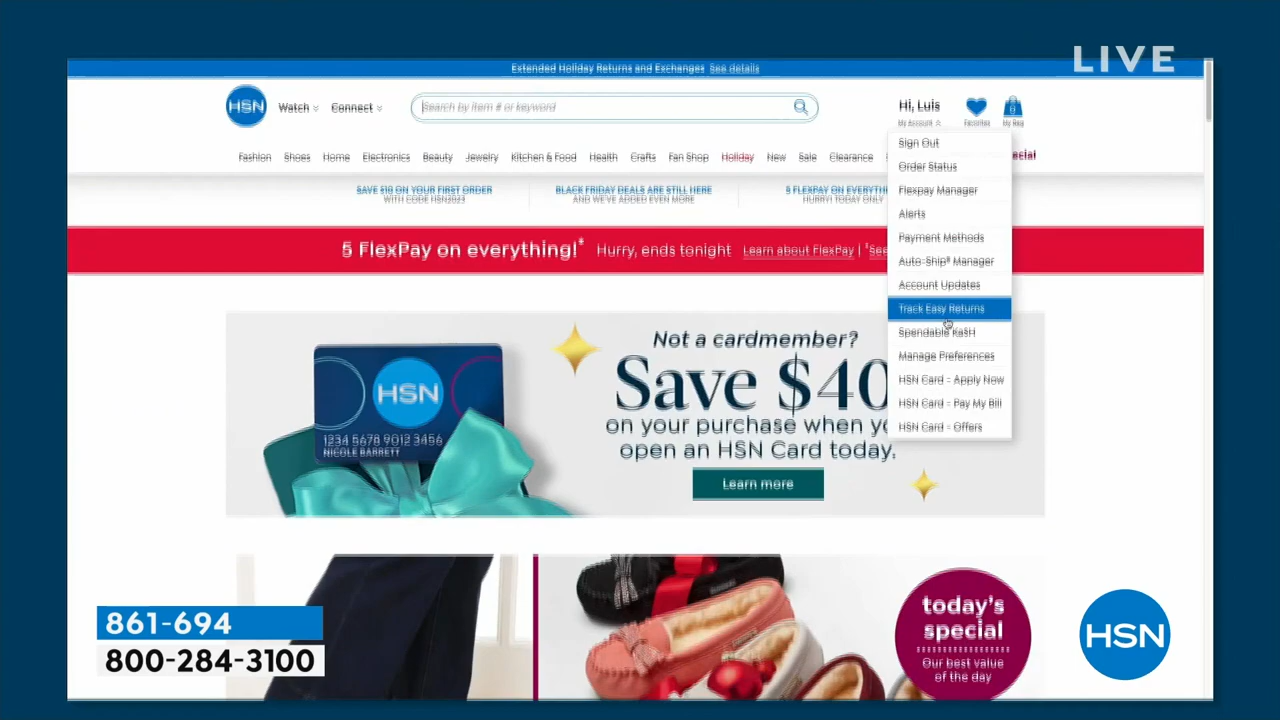 LIVE
Extended Holiday Returns and Exchanges See details
HSN
Watch
Connect
Search by item # or keyword
Hi, Luis
My Account
Favorites
My Bag
Fashion Shoes Home Electronics Beauty Jewelry Kitchen & Food Health Crafts Fan Shop Holiday New Sale Clearance
Sign Out
Order Status
Flexpay Manager
Alerts
Payment Methods
Auto-Ship® Manager
Account Updates
Track Easy Returns
Spendable Ka$H
Manage Preferences
HSN Card - Apply Now
HSN Card - Pay My Bill
HSN Card - Offers
SAVE $10 ON YOUR FIRST ORDER
WITH CODE HSN2023
BLACK FRIDAY DEALS ARE STILL HERE
AND WE'VE ADDED EVEN MORE
5 FLEXPAY ON EVERYTH
HURRY! TODAY ONLY
5 FlexPay on everything!* Hurry, ends tonight Learn about FlexPay | See
Not a cardmember?
Save $40
on your purchase when yo
open an HSN Card today.
Learn more
HSN
1234 5678 9012 3456
NICOLE BARRETT
today's
special
Our best value
of the day
861-694
800-284-3100
HSN